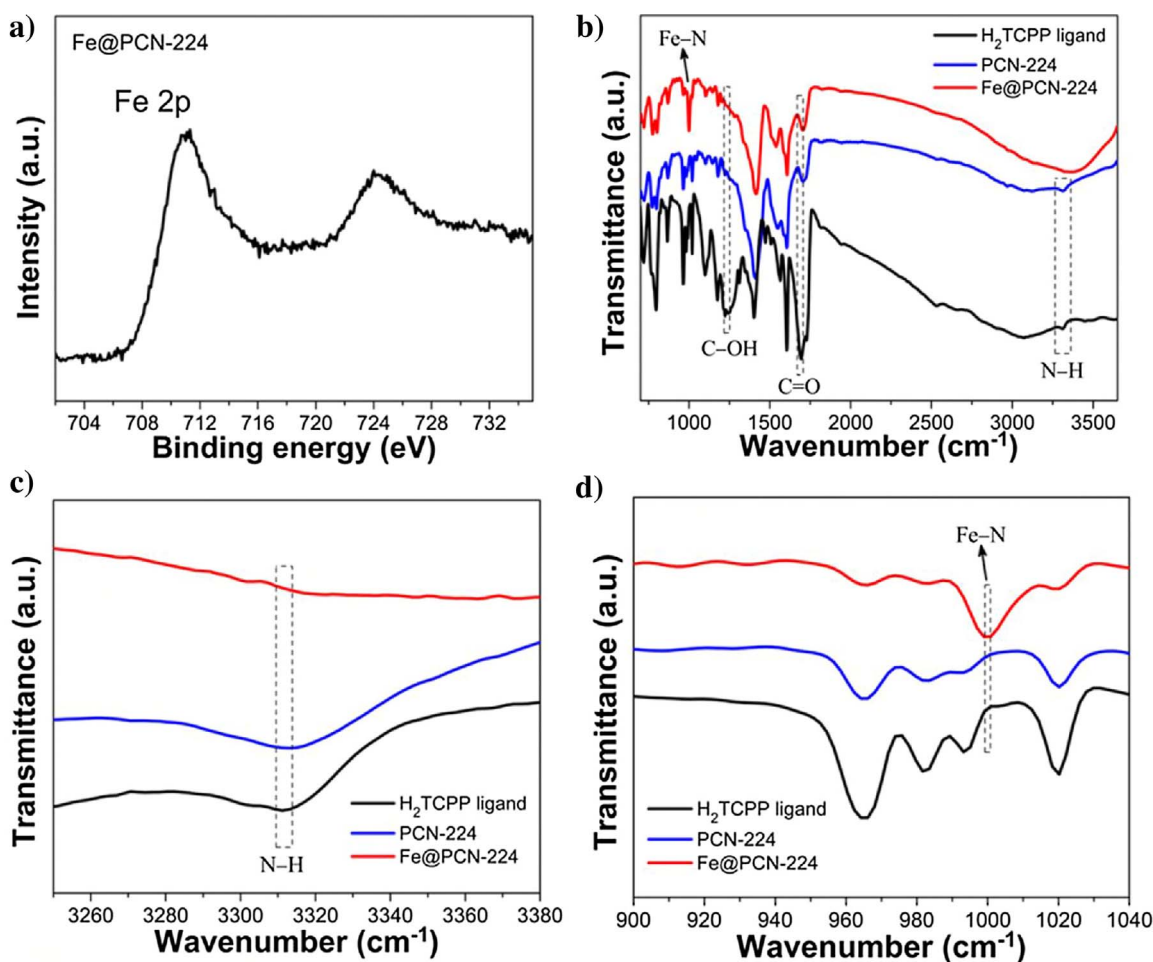 a)
Fe@PCN-224
Fe 2p
Intensity (a.u.)
704 708 712 716 720 724 728 732
Binding energy (eV)
b)
Fe–N
H₂TCPP ligand
PCN-224
Fe@PCN-224
C–OH
C=O
N–H
Transmittance (a.u.)
1000 1500 2000 2500 3000 3500
Wavenumber (cm⁻¹)
c)
Transmittance (a.u.)
N–H
H₂TCPP ligand
PCN-224
Fe@PCN-224
3260 3280 3300 3320 3340 3360 3380
Wavenumber (cm⁻¹)
d)
Fe–N
Transmittance (a.u.)
H₂TCPP ligand
PCN-224
Fe@PCN-224
900 920 940 960 980 1000 1020 1040
Wavenumber (cm⁻¹)